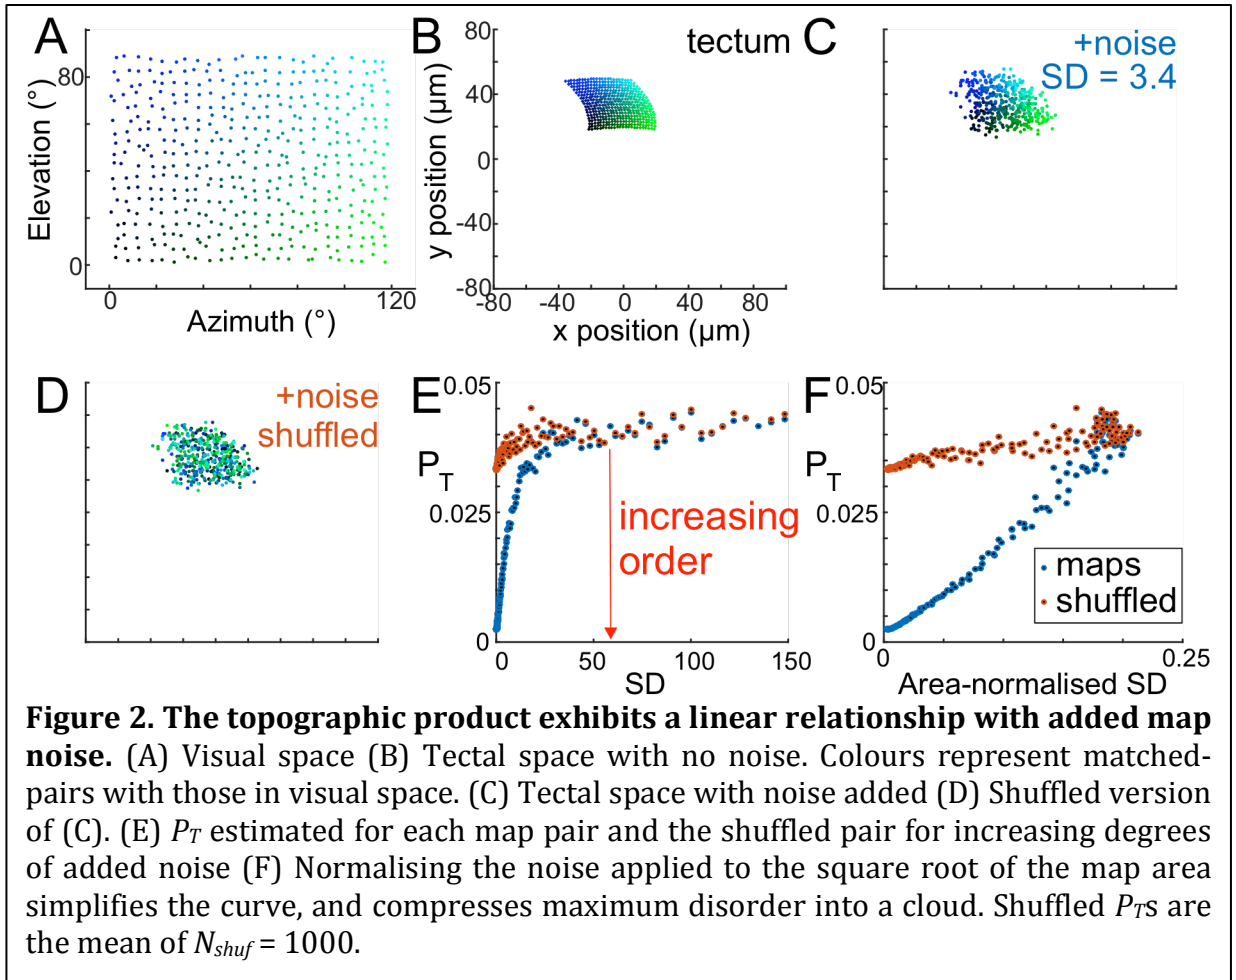 A
80
0
Elevation (°)
0
120
Azimuth (°)
B
tectum
80
40
0
-40
-80
y position (µm)
-80
-40
0
40
80
x position (µm)
C
+noise
SD = 3.4
D
+noise
shuffled
E
0.05
P_T
0.025
0
increasing
order
0
50
100
150
SD
F
0.05
P_T
0.025
0
maps
shuffled
0
0.25
Area-normalised SD
Figure 2. The topographic product exhibits a linear relationship with added map
noise. (A) Visual space (B) Tectal space with no noise. Colours represent matched-
pairs with those in visual space. (C) Tectal space with noise added (D) Shuffled version
of (C). (E) P_T estimated for each map pair and the shuffled pair for increasing degrees
of added noise (F) Normalising the noise applied to the square root of the map area
simplifies the curve, and compresses maximum disorder into a cloud. Shuffled P_Ts are
the mean of N_shuf = 1000.